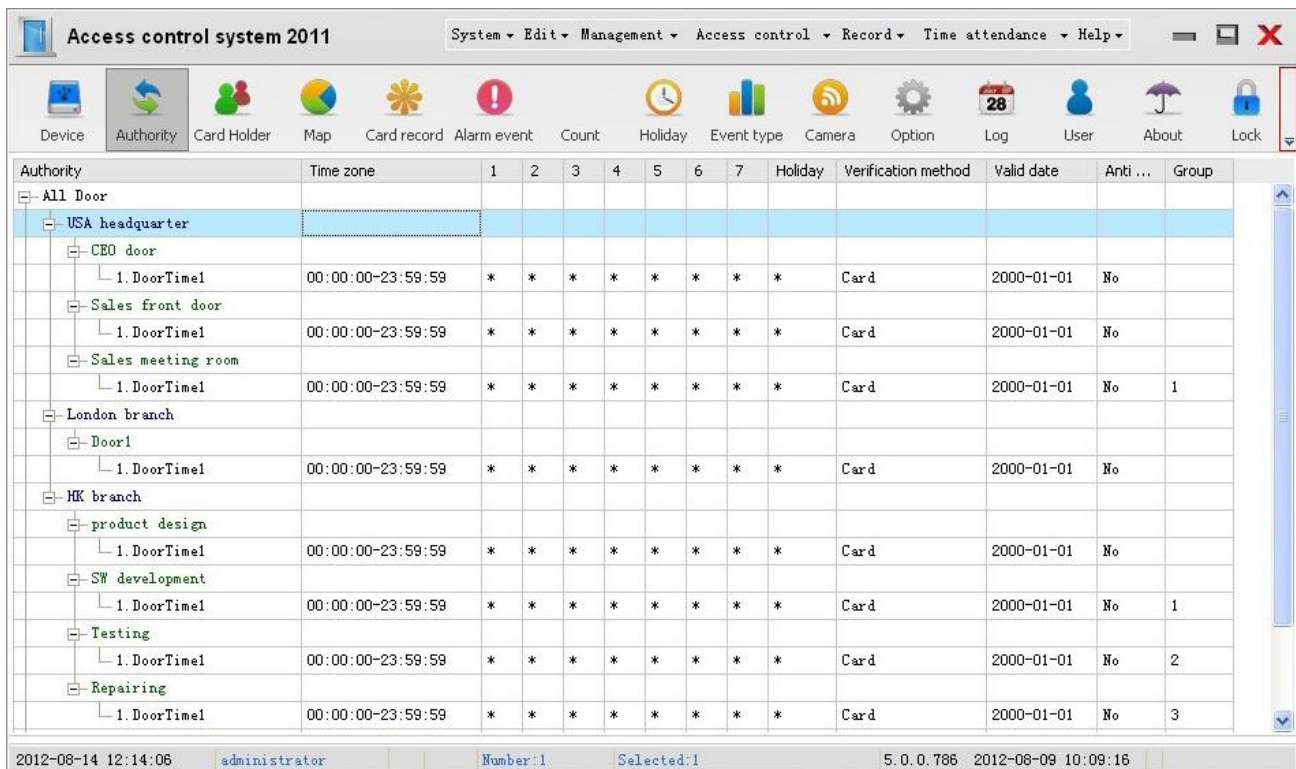 Access control system 2011 System Edit Management Access control Record Time attendance Help
Device Authority Card Holder Map Card record Alarm event Count Holiday Event type Camera Option 28 Log User About Lock
Authority Time zone 1 2 3 4 5 6 7 Holiday Verification method Valid date Anti ... Group
All Door
USA headquarter
CEO door
1.DoorTime1 00:00:00-23:59:59 * * * * * * * * Card 2000-01-01 No
Sales front door
1.DoorTime1 00:00:00-23:59:59 * * * * * * * * Card 2000-01-01 No
Sales meeting room
1.DoorTime1 00:00:00-23:59:59 * * * * * * * * Card 2000-01-01 No 1
London branch
Door1
1.DoorTime1 00:00:00-23:59:59 * * * * * * * * Card 2000-01-01 No
HK branch
product design
1.DoorTime1 00:00:00-23:59:59 * * * * * * * * Card 2000-01-01 No
SW development
1.DoorTime1 00:00:00-23:59:59 * * * * * * * * Card 2000-01-01 No 1
Testing
1.DoorTime1 00:00:00-23:59:59 * * * * * * * * Card 2000-01-01 No 2
Repairing
1.DoorTime1 00:00:00-23:59:59 * * * * * * * * Card 2000-01-01 No 3
2012-08-14 12:14:06 administrator Number:1 Selected:1 5.0.0.786 2012-08-09 10:09:16